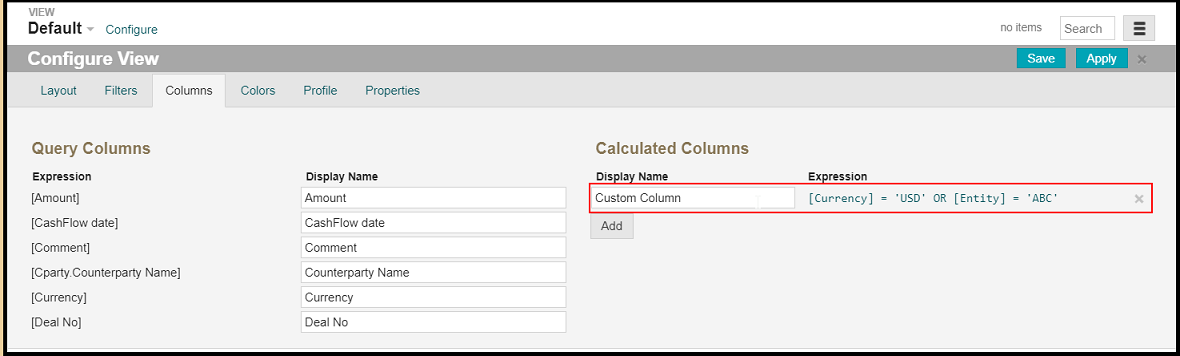 VIEW
Default Configure
no items Search
Configure View
Save Apply ×
Layout Filters Columns Colors Profile Properties
Query Columns
Expression Display Name
[Amount] Amount
[CashFlow date] CashFlow date
[Comment] Comment
[Cparty.Counterparty Name] Counterparty Name
[Currency] Currency
[Deal No] Deal No
Calculated Columns
Display Name Expression
Custom Column [Currency] = 'USD' OR [Entity] = 'ABC' ×
Add